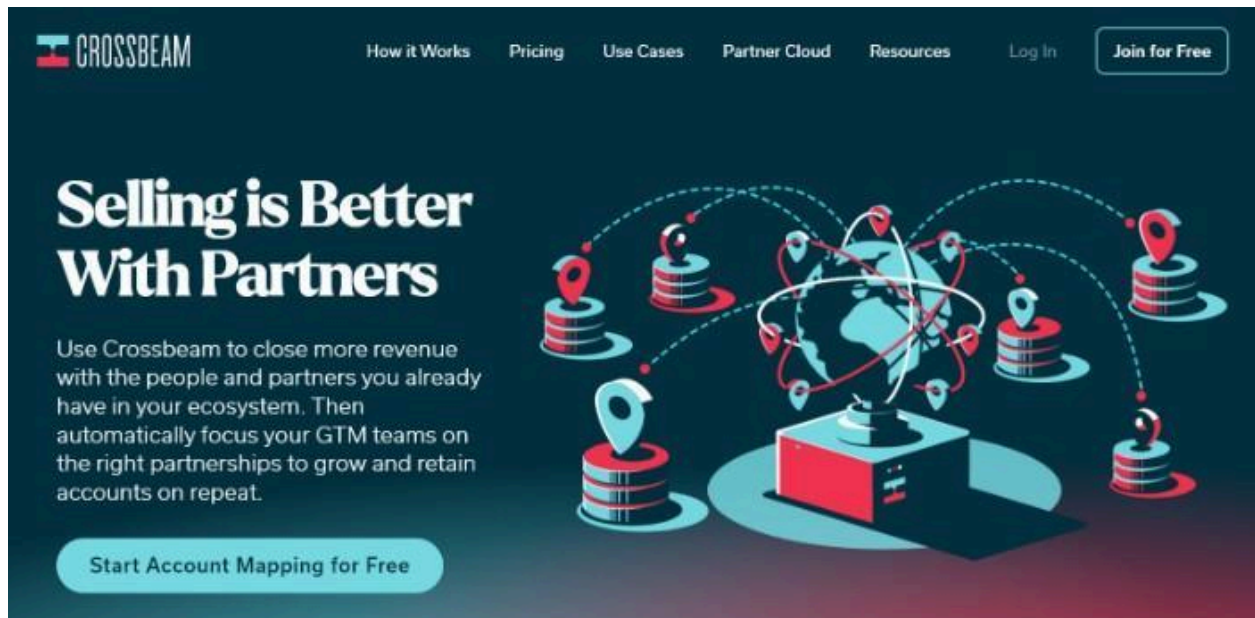 CROSSBEAM
How it Works
Pricing
Use Cases
Partner Cloud
Resources
Log In
Join for Free
Selling is Better
With Partners
Use Crossbeam to close more revenue
with the people and partners you already
have in your ecosystem. Then
automatically focus your GTM teams on
the right partnerships to grow and retain
accounts on repeat.
Start Account Mapping for Free